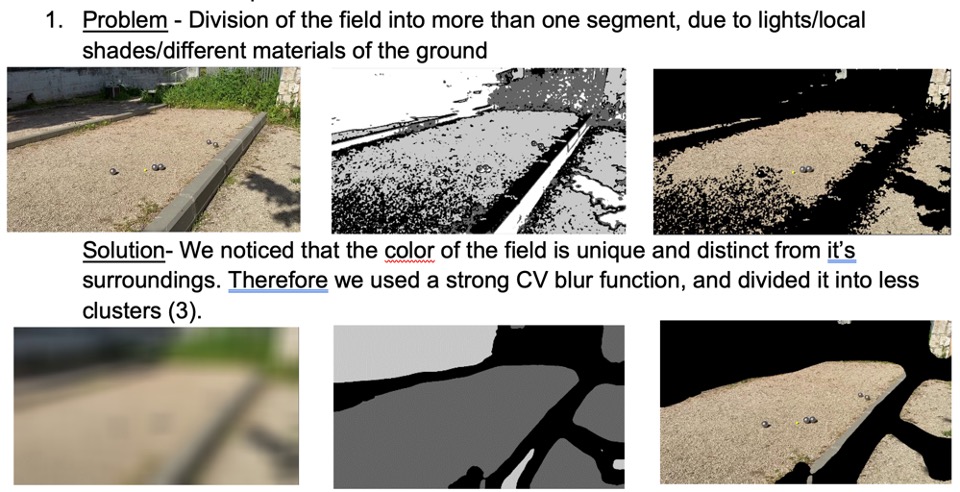 1. Problem - Division of the field into more than one segment, due to lights/local
shades/different materials of the ground
Solution- We noticed that the color of the field is unique and distinct from it's
surroundings. Therefore we used a strong CV blur function, and divided it into less
clusters (3).